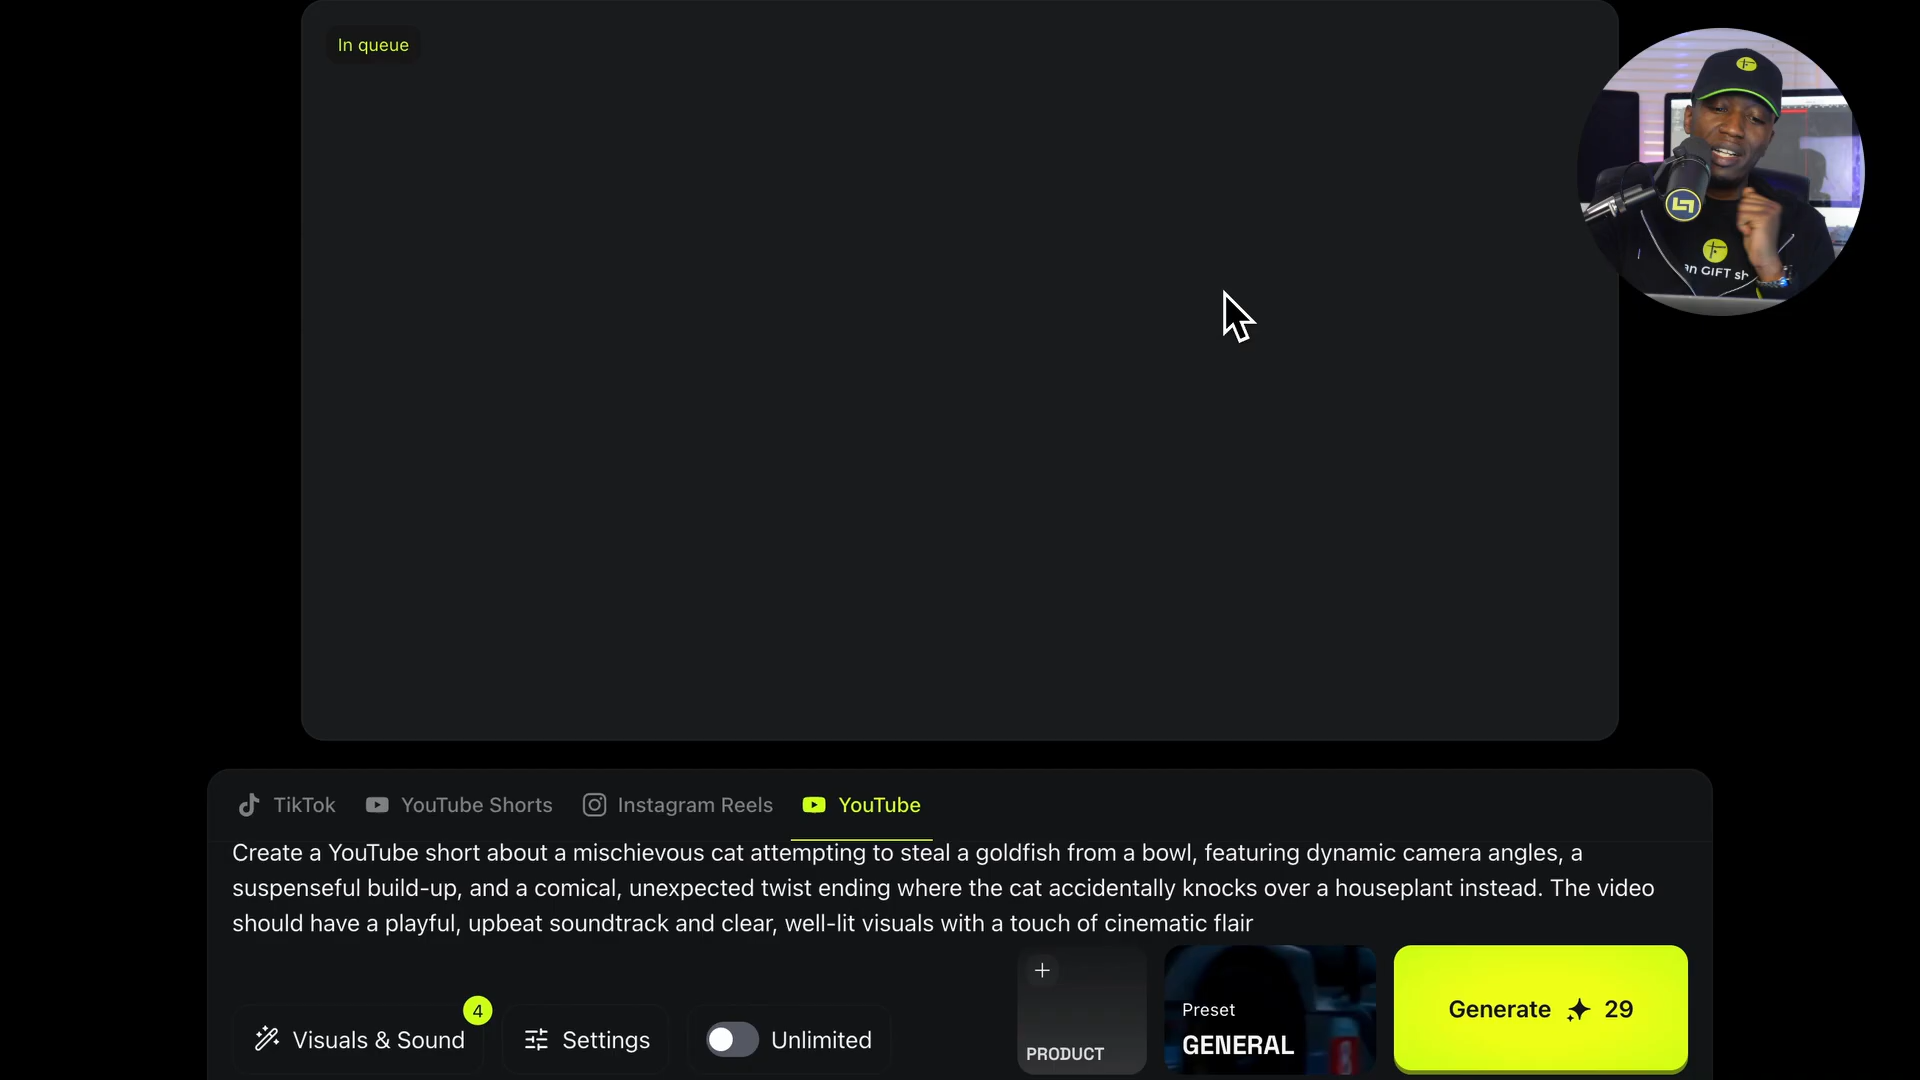 In queue
an GIFT sh
TikTok
YouTube Shorts
Instagram Reels
YouTube
Create a YouTube short about a mischievous cat attempting to steal a goldfish from a bowl, featuring dynamic camera angles, a
suspenseful build-up, and a comical, unexpected twist ending where the cat accidentally knocks over a houseplant instead. The video
should have a playful, upbeat soundtrack and clear, well-lit visuals with a touch of cinematic flair
Visuals & Sound
4
Settings
Unlimited
+
PRODUCT
Preset
GENERAL
Generate 29